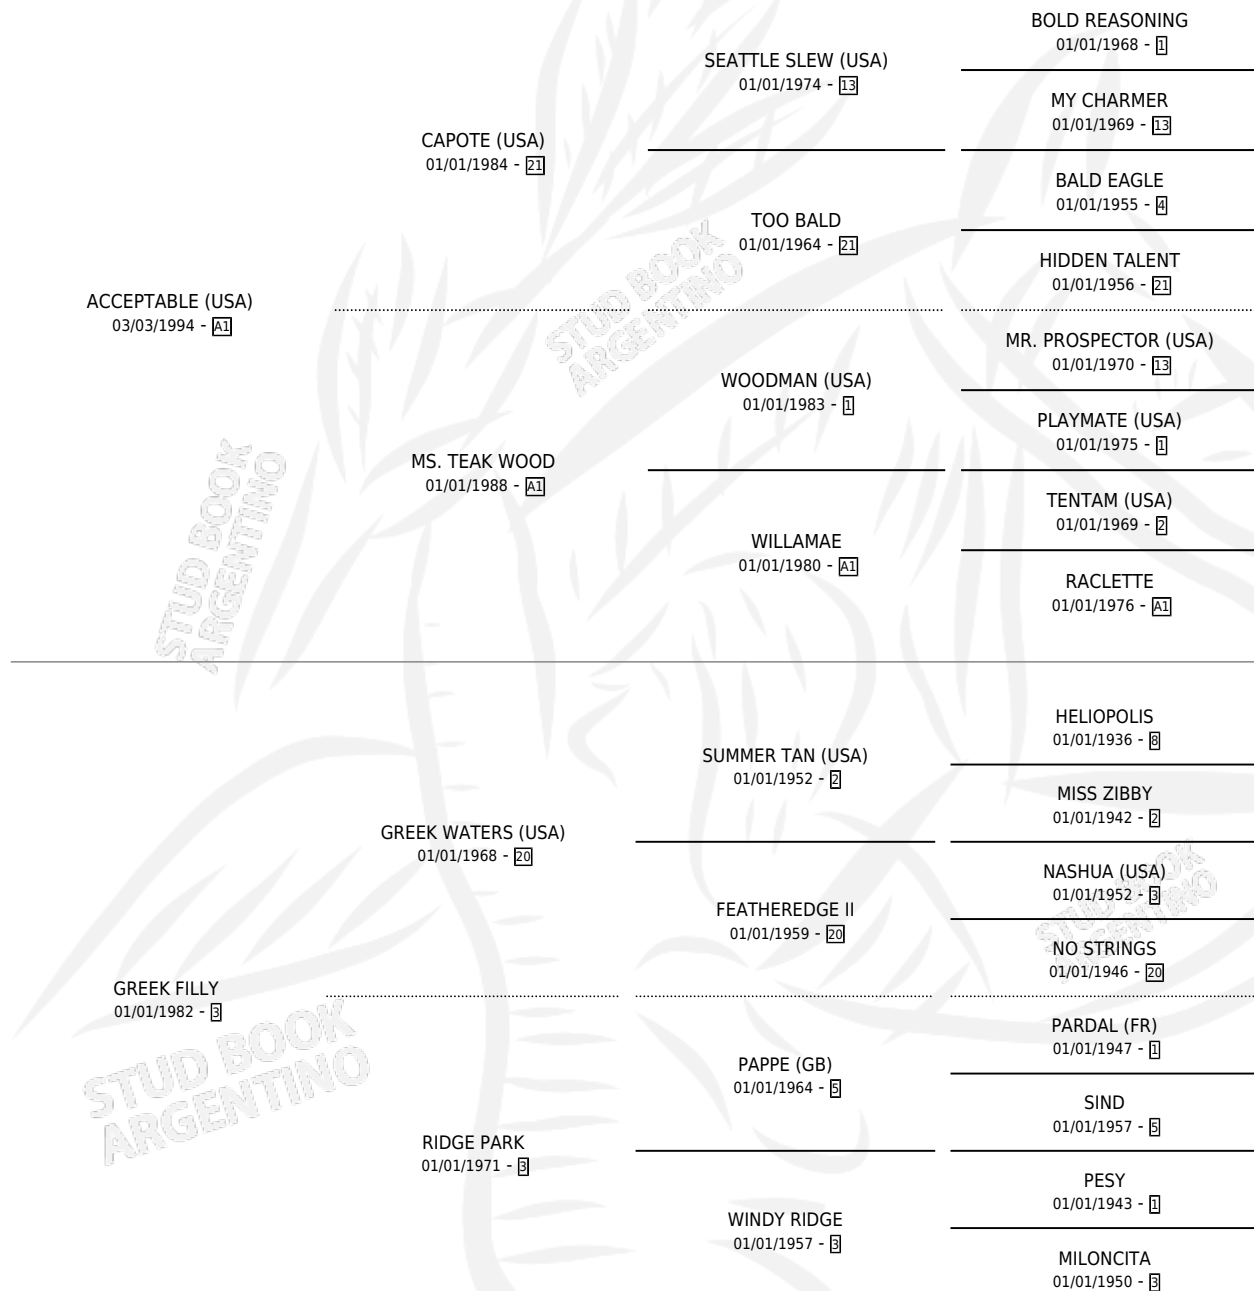 BOLD REASONING
01/01/1968 - 1
SEATTLE SLEW (USA)
01/01/1974 - 13
MY CHARMER
01/01/1969 - 13
CAPOTE (USA)
01/01/1984 - 21
BALD EAGLE
01/01/1955 - 4
TOO BALD
01/01/1964 - 21
HIDDEN TALENT
01/01/1956 - 21
ACCEPTABLE (USA)
03/03/1994 - A1
MR. PROSPECTOR (USA)
01/01/1970 - 13
WOODMAN (USA)
01/01/1983 - 1
PLAYMATE (USA)
01/01/1975 - 1
MS. TEAK WOOD
01/01/1988 - A1
TENTAM (USA)
01/01/1969 - 2
WILLAMAE
01/01/1980 - A1
RACLETTE
01/01/1976 - A1
HELIOPOLIS
01/01/1936 - 8
SUMMER TAN (USA)
01/01/1952 - 2
MISS ZIBBY
01/01/1942 - 2
GREEK WATERS (USA)
01/01/1968 - 20
NASHUA (USA)
01/01/1952 - 3
FEATHEREDGE II
01/01/1959 - 20
NO STRINGS
01/01/1946 - 20
GREEK FILLY
01/01/1982 - 3
PARDAL (FR)
01/01/1947 - 1
PAPPE (GB)
01/01/1964 - 5
SIND
01/01/1957 - 5
RIDGE PARK
01/01/1971 - 3
PESY
01/01/1943 - 1
WINDY RIDGE
01/01/1957 - 3
MILONCITA
01/01/1950 - 3
STUD BOOK
ARGENTINO
STUD BOOK
ARGENTINO
STUD BOOK
ARGENTINO
STUD BOOK
ARGENTINO